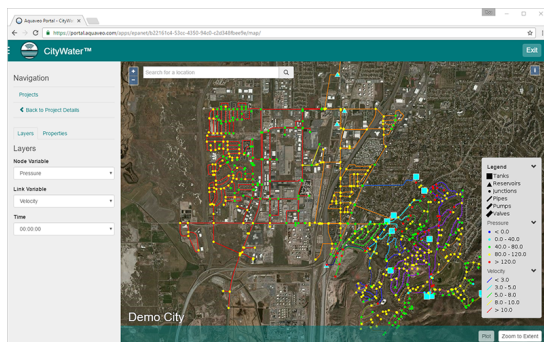 Aquaveo Portal / CityWater
https://portal.aquaveo.com/apps/epanet/b22161c4-53cc-4350-94c0-c2d348fbee9e/map/
CityWater™
Exit
Navigation
Projects
Back to Project Details
Layers
Properties
Layers
Node Variable
Pressure
Link Variable
Velocity
Time
00:00:00
+
-
Search for a location
i
Legend
Tanks
Reservoirs
Junctions
Pipes
Pumps
Valves
Pressure
< 0.0
0.0 - 40.0
40.0 - 80.0
80.0 - 120.0
> 120.0
Velocity
< 3.0
3.0 - 5.0
5.0 - 8.0
8.0 - 10.0
> 10.0
Demo City
Plot
Zoom to Extent